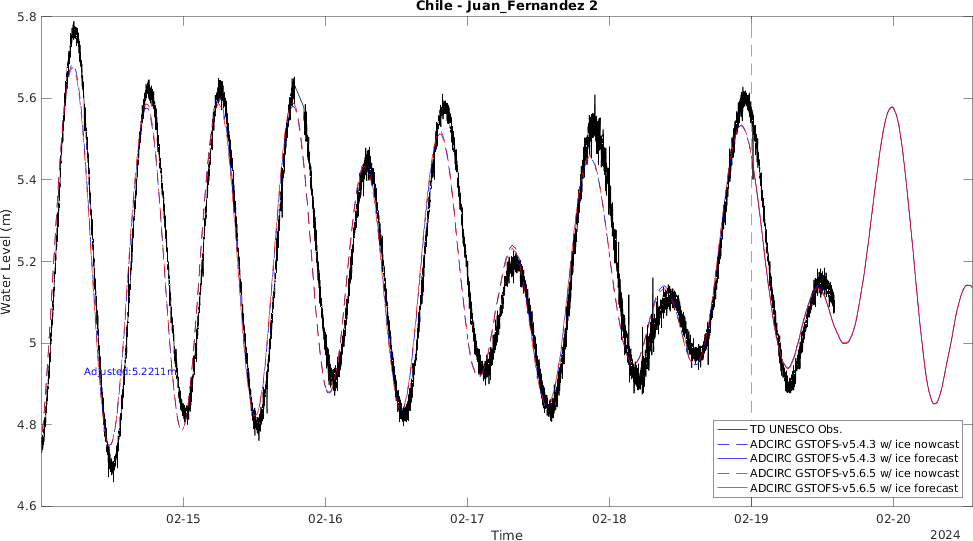 Chile - Juan_Fernandez 2
5.8
5.6
5.4
5.2
5
4.8
4.6
Water Level (m)
Adjusted:5.2211m
TD UNESCO Obs.
ADCIRC GSTOFS-v5.4.3 w/ ice nowcast
ADCIRC GSTOFS-v5.4.3 w/ ice forecast
ADCIRC GSTOFS-v5.6.5 w/ ice nowcast
ADCIRC GSTOFS-v5.6.5 w/ ice forecast
02-15 02-16 02-17 02-18 02-19 02-20
Time
2024